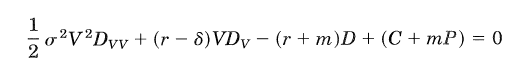 ½ σ²V²D_VV + (r − δ)VD_V − (r + m)D + (C + mP) = 0